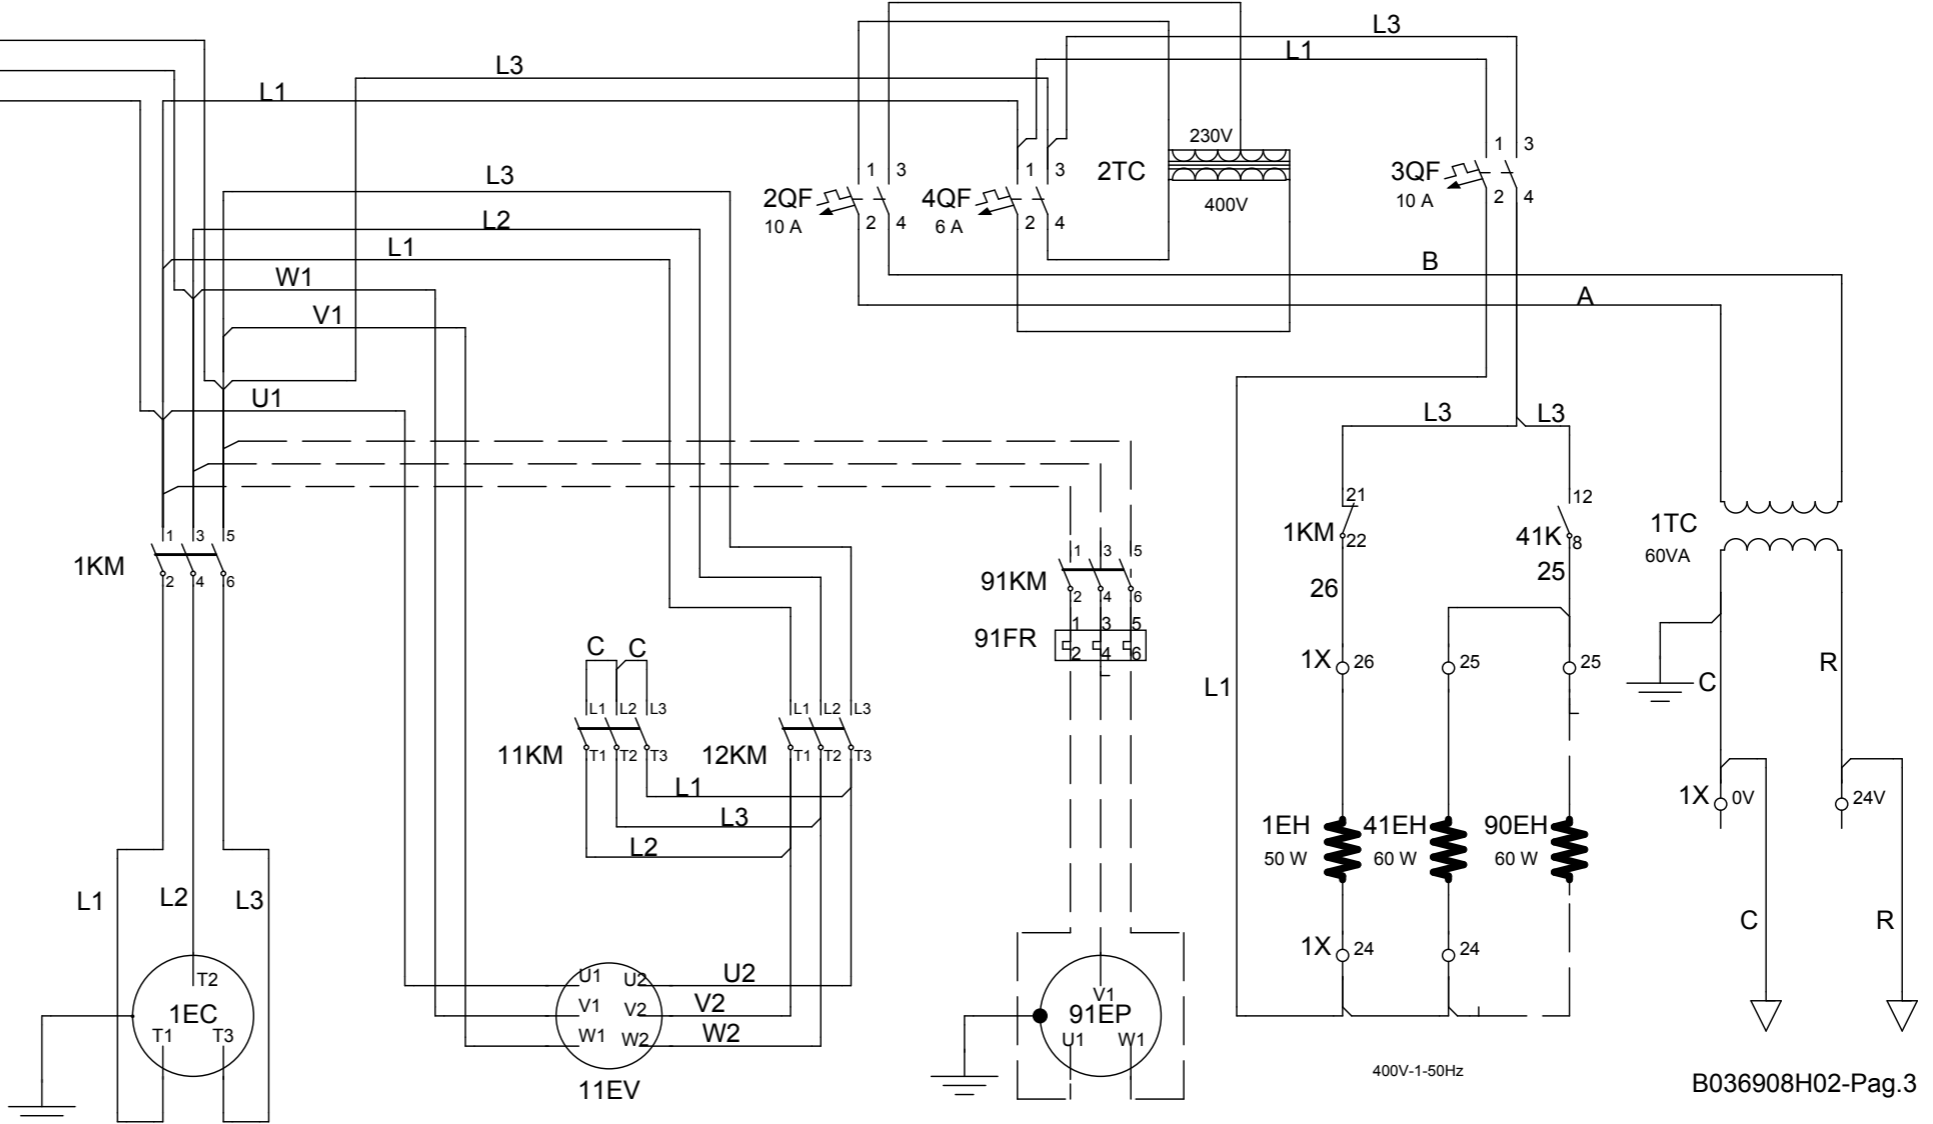 L3
L1
L3
L1
230V
2TC
400V
1 3
2QF
10 A
2 4
1 3
4QF
6 A
2 4
1 3
3QF
10 A
2 4
L3
L2
L1
W1
V1
U1
B
A
L3 L3
1 3 5
1KM
2 4 6
1 3 5
91KM
2 4 6
91FR
1 3 5
2 4 6
21
1KM
22
26
12
41K
8
25
1TC
60VA
1X 26 25 25
L1
C R
C C
L1 L2 L3
11KM
T1 T2 T3
L1 L2 L3
12KM
T1 T2 T3
L1
L3
L2
1X 0V 24V
1EH
50 W
41EH
60 W
90EH
60 W
L1 L2 L3
C R
1X 24 24
T2
1EC
T1 T3
U1 U2 U2
V1 V2 V2
W1 W2 W2
11EV
V1
91EP
U1 W1
400V-1-50Hz
B036908H02-Pag.3